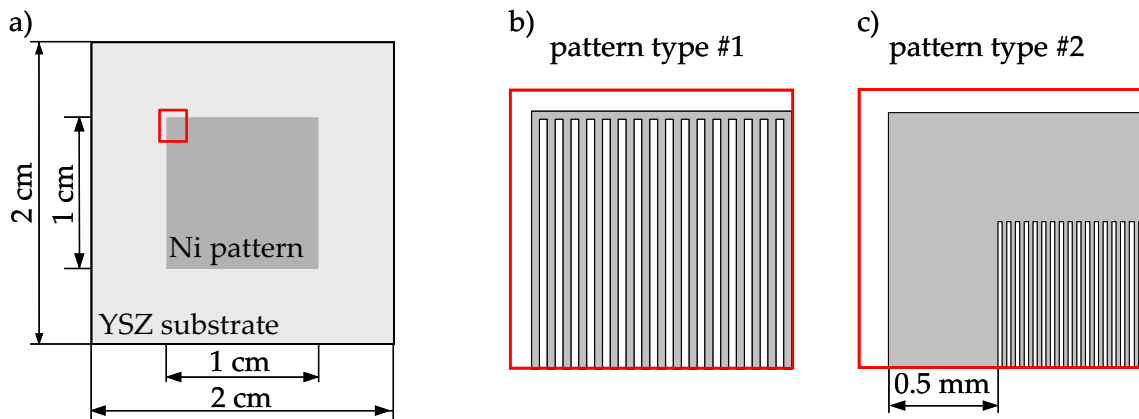 a)
2 cm
1 cm
Ni pattern
YSZ substrate
1 cm
2 cm
b)
pattern type #1
c)
pattern type #2
0.5 mm